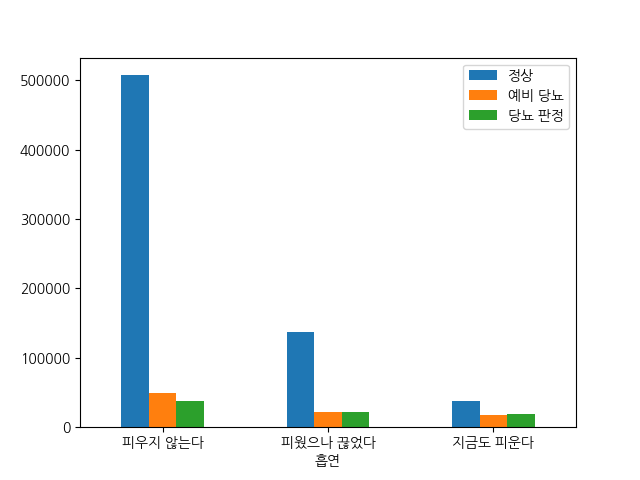 정상
예비 당뇨
당뇨 판정
500000
400000
300000
200000
100000
0
피우지 않는다
피웠으나 끊었다
지금도 피운다
흡연